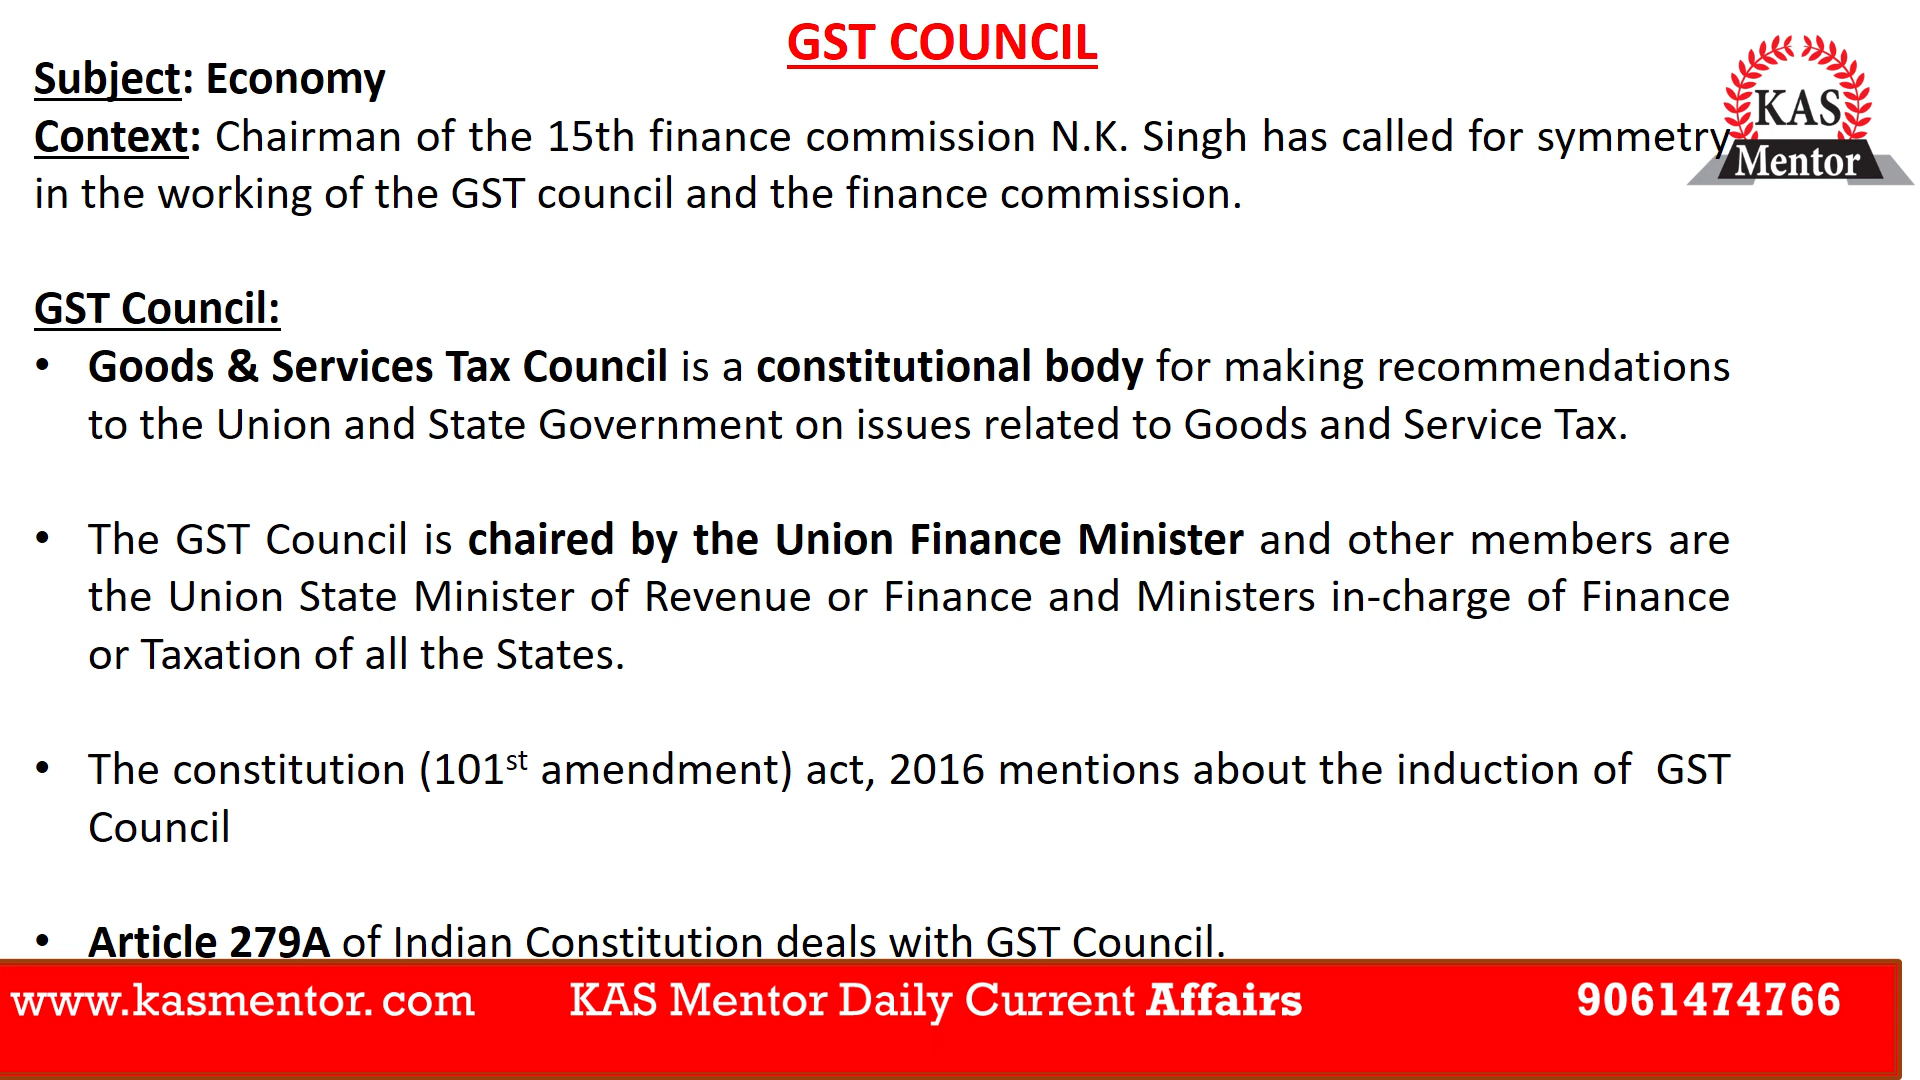 GST COUNCIL
Subject: Economy
Context: Chairman of the 15th finance commission N.K. Singh has called for symmetry
in the working of the GST council and the finance commission.
KAS
Mentor
GST Council:
• Goods & Services Tax Council is a constitutional body for making recommendations
to the Union and State Government on issues related to Goods and Service Tax.
• The GST Council is chaired by the Union Finance Minister and other members are
the Union State Minister of Revenue or Finance and Ministers in-charge of Finance
or Taxation of all the States.
• The constitution (101st amendment) act, 2016 mentions about the induction of GST
Council
• Article 279A of Indian Constitution deals with GST Council.
www.kasmentor. com KAS Mentor Daily Current Affairs 9061474766